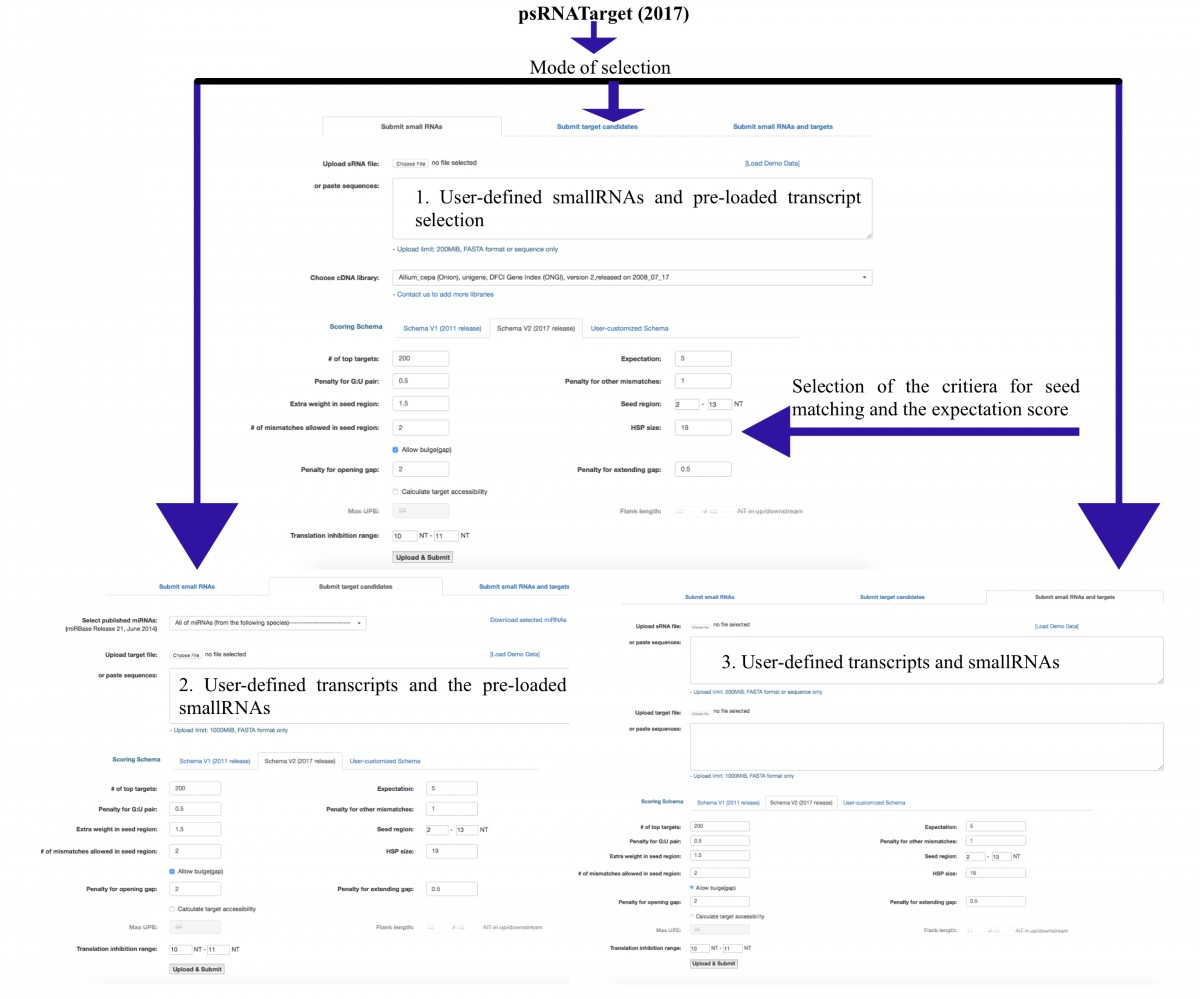 psRNATarget (2017)
Mode of selection
Submit small RNAs Submit target candidates Submit small RNAs and targets
Upload sRNA file: Choose File no file selected [Load Demo Data]
or paste sequences:
1. User-defined smallRNAs and pre-loaded transcript
selection
- Upload limit: 200MiB, FASTA format or sequence only
Choose cDNA library: Allium_cepa (Onion), unigene, DFCI Gene Index (ONGI), version 2,released on 2008_07_17
- Contact us to add more libraries
Scoring Schema Schema V1 (2011 release) Schema V2 (2017 release) User-customized Schema
# of top targets: 200 Expectation: 5
Penalty for G:U pair: 0.5 Penalty for other mismatches: 1
Extra weight in seed region: 1.5 Seed region: 2 - 13 NT
# of mismatches allowed in seed region: 2 HSP size: 19
Selection of the critiera for seed
matching and the expectation score
Allow bulge(gap)
Penalty for opening gap: 2 Penalty for extending gap: 0.5
Calculate target accessibility
Max UPE: Flank length: NT in up/downstream
Translation inhibition range: 10 NT - 11 NT
Upload & Submit
Submit small RNAs Submit target candidates Submit small RNAs and targets
Select published miRNAs: All of miRNAs (from the following species)----------------------------
(miRBase Release 21, June 2014)
Download selected miRNAs
Upload target file: Choose File no file selected [Load Demo Data]
or paste sequences:
2. User-defined transcripts and the pre-loaded
smallRNAs
- Upload limit: 1000MiB, FASTA format only
Scoring Schema Schema V1 (2011 release) Schema V2 (2017 release) User-customized Schema
# of top targets: 200 Expectation: 5
Penalty for G:U pair: 0.5 Penalty for other mismatches: 1
Extra weight in seed region: 1.5 Seed region: 2 - 13 NT
# of mismatches allowed in seed region: 2 HSP size: 19
Allow bulge(gap)
Penalty for opening gap: 2 Penalty for extending gap: 0.5
Calculate target accessibility
Max UPE: Flank length: NT in up/downstream
Translation inhibition range: 10 NT - 11 NT
Upload & Submit
Submit small RNAs Submit target candidates Submit small RNAs and targets
Upload sRNA file: Choose File no file selected [Load Demo Data]
or paste sequences:
3. User-defined transcripts and smallRNAs
- Upload limit: 200MiB, FASTA format or sequence only
Upload target file: Choose File no file selected
or paste sequences:
- Upload limit: 1000MiB, FASTA format only
Scoring Schema Schema V1 (2011 release) Schema V2 (2017 release) User-customized Schema
# of top targets: 200 Expectation: 5
Penalty for G:U pair: 0.5 Penalty for other mismatches: 1
Extra weight in seed region: 1.5 Seed region: 2 - 13 NT
# of mismatches allowed in seed region: 2 HSP size: 19
Allow bulge(gap)
Penalty for opening gap: 2 Penalty for extending gap: 0.5
Calculate target accessibility
Max UPE: Flank length: NT in up/downstream
Translation inhibition range: 10 NT - 11 NT
Upload & Submit